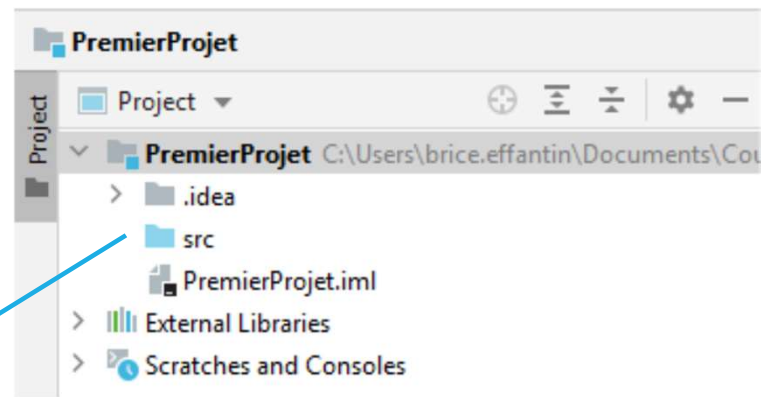 PremierProjet
Project
Project
PremierProjet C:\Users\brice.effantin\Documents\Cou
.idea
src
PremierProjet.iml
External Libraries
Scratches and Consoles